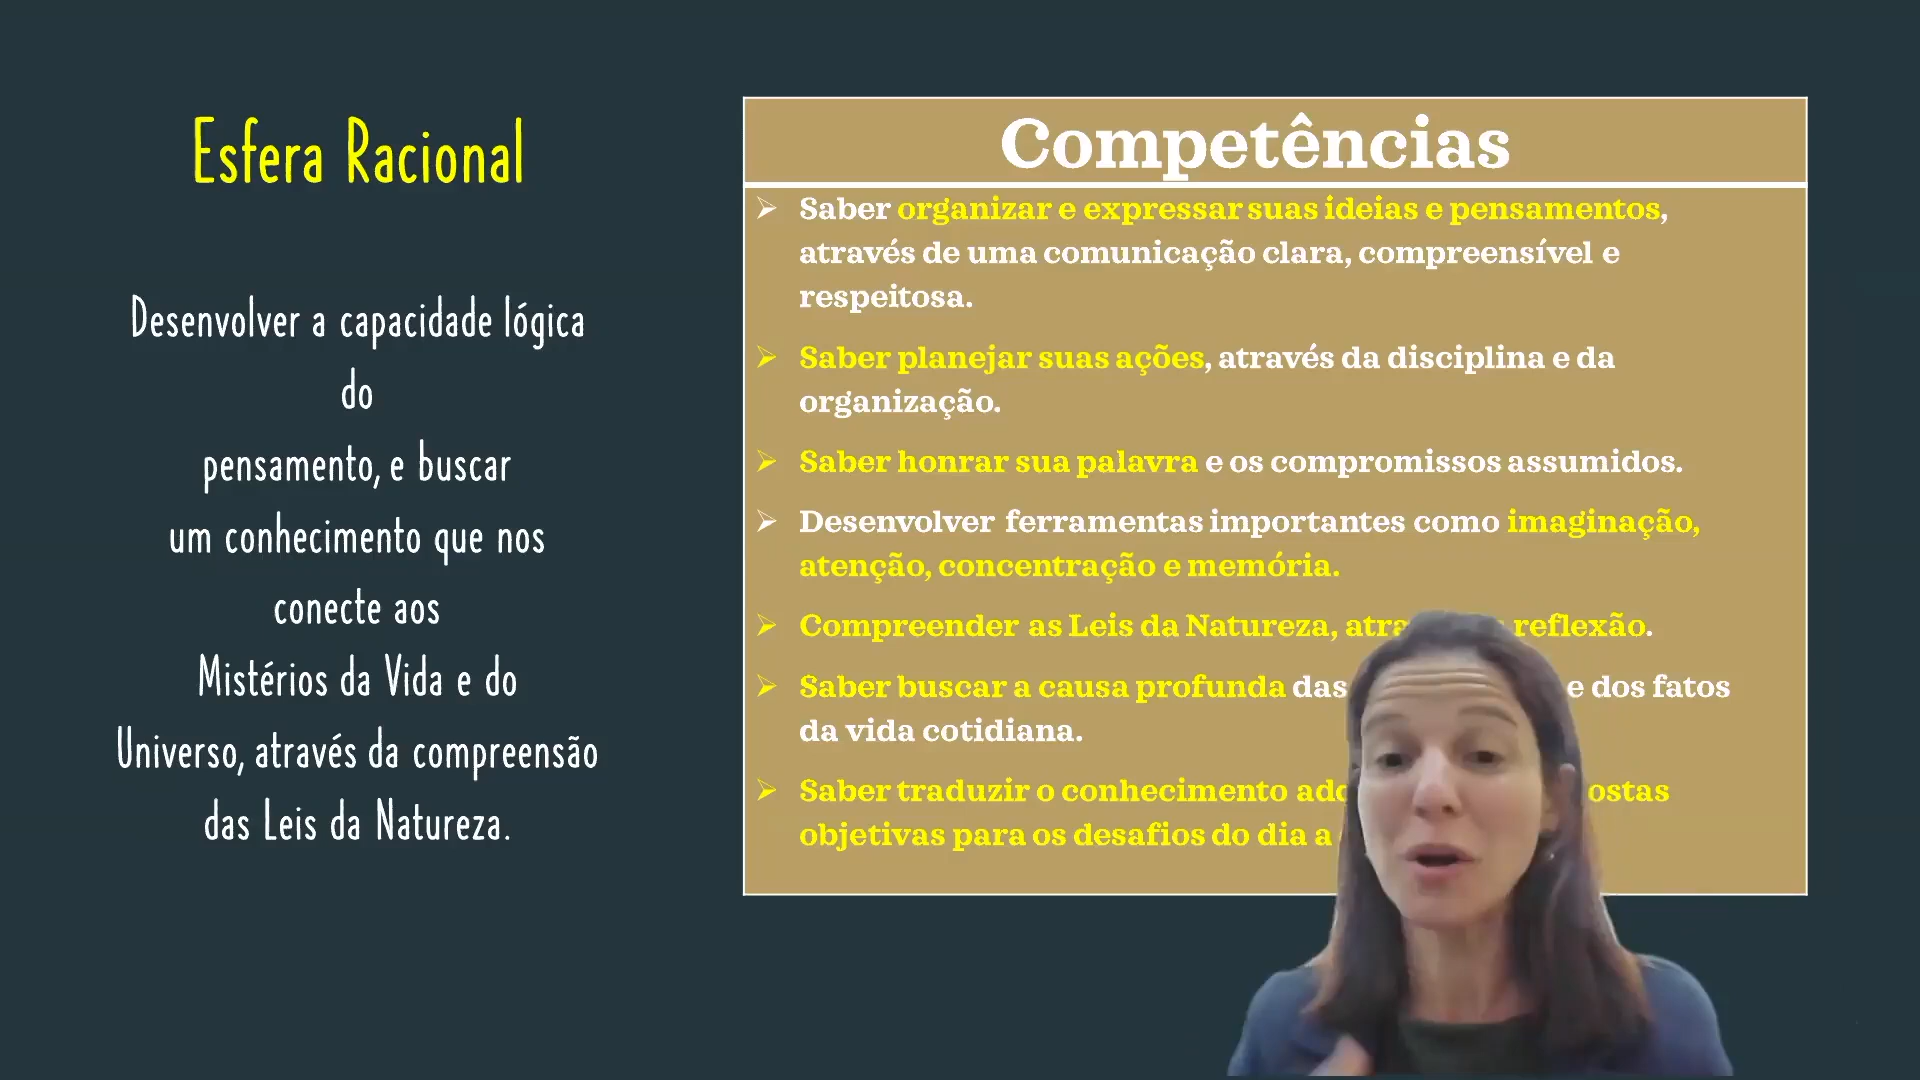 Esfera Racional
Desenvolver a capacidade lógica
do
pensamento, e buscar
um conhecimento que nos
conecte aos
Mistérios da Vida e do
Universo, através da compreensão
das Leis da Natureza.
Competências
➢ Saber organizar e expressar suas ideias e pensamentos,
através de uma comunicação clara, compreensível e
respeitosa.
➢ Saber planejar suas ações, através da disciplina e da
organização.
➢ Saber honrar sua palavra e os compromissos assumidos.
➢ Desenvolver ferramentas importantes como imaginação,
atenção, concentração e memória.
➢ Compreender as Leis da Natureza, reflexão.
➢ Saber buscar a causa profunda das e dos fatos
da vida cotidiana.
➢ Saber traduzir o conhecimento
objetivas para os desafios do dia a